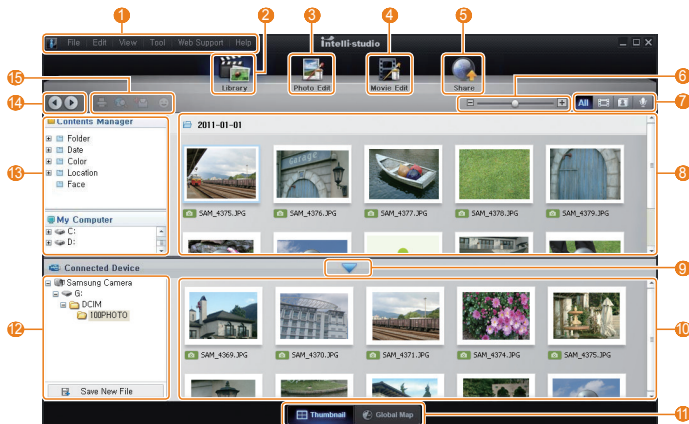 1
2
3
4
5
File Edit View Tool Web Support Help
intelli-studio
Library
Photo Edit
Movie Edit
Share
6
15
14
All
7
Contents Manager
2011-01-01
Folder
Date
Color
Location
Face
13
8
SAM_4375.JPG
SAM_4376.JPG
SAM_4377.JPG
SAM_4378.JPG
SAM_4379.JPG
My Computer
C:
D:
Connected Device
9
Samsung Camera
G:
DCIM
100PHOTO
12
10
SAM_4369.JPG
SAM_4370.JPG
SAM_4371.JPG
SAM_4374.JPG
SAM_4375.JPG
Save New File
Thumbnail
Global Map
11